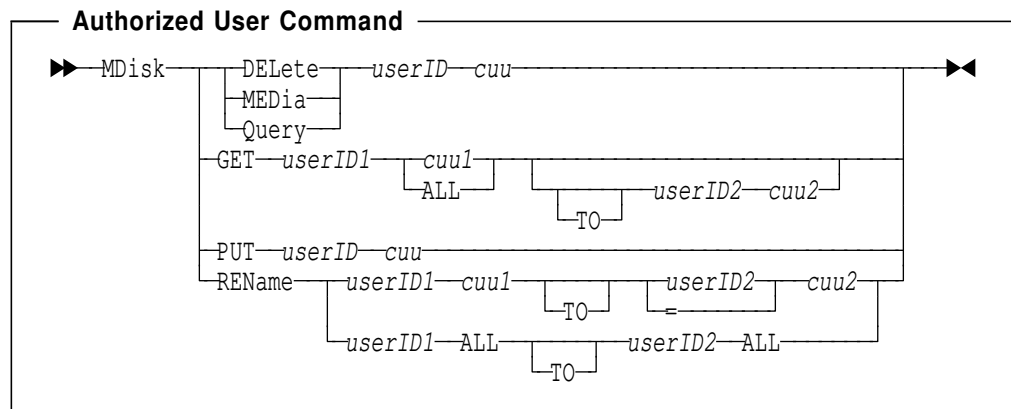 Authorized User Command
MDisk DELete userID cuu
MEDia
Query
GET userID1 cuu1
ALL userID2 cuu2
TO
PUT userID cuu
REName userID1 cuu1 userID2 cuu2
TO =
userID1 ALL userID2 ALL
TO